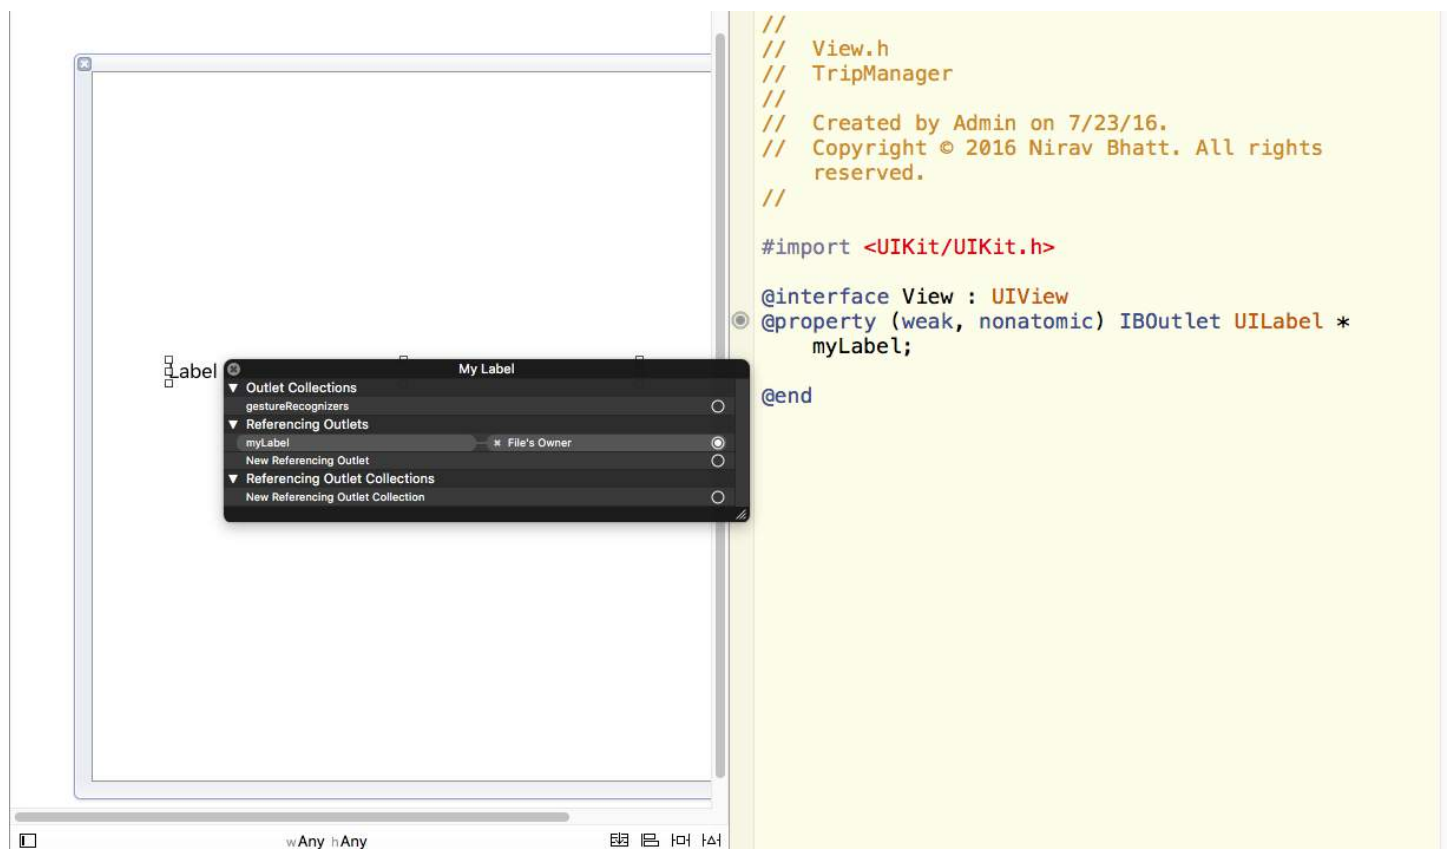 //
// View.h
// TripManager
//
// Created by Admin on 7/23/16.
// Copyright © 2016 Nirav Bhatt. All rights
reserved.
//
#import <UIKit/UIKit.h>
@interface View : UIView
@property (weak, nonatomic) IBOutlet UILabel *
myLabel;
@end
Label
My Label
▼ Outlet Collections
gestureRecognizers
▼ Referencing Outlets
myLabel × File's Owner
New Referencing Outlet
▼ Referencing Outlet Collections
New Referencing Outlet Collection
wAny hAny